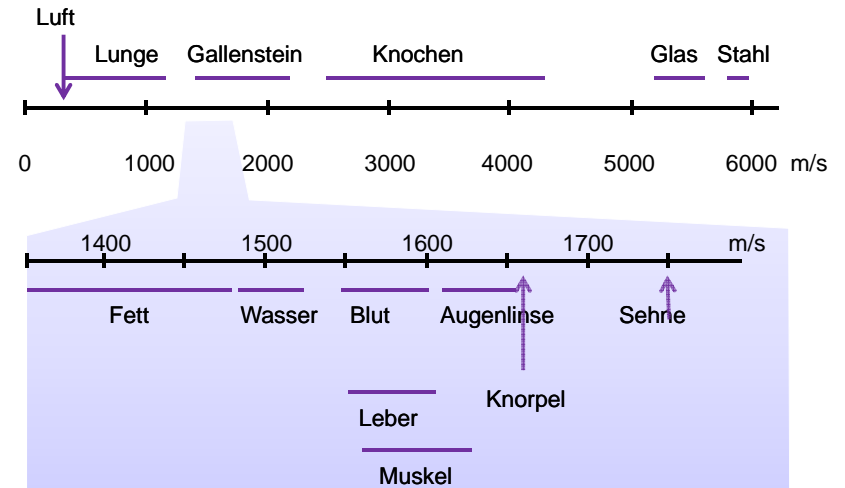 Luft
Lunge Gallenstein Knochen Glas Stahl
0 1000 2000 3000 4000 5000 6000 m/s
1400 1500 1600 1700 m/s
Fett Wasser Blut Augenlinse Sehne
Knorpel
Leber
Muskel